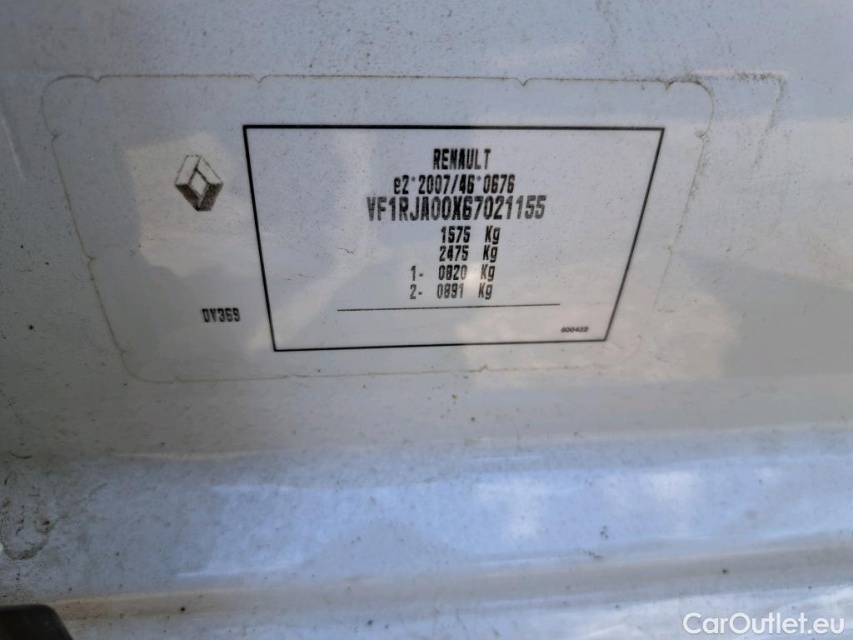 RENAULT
e2*2007/46*0676
VF1RJA00X67021155
1575 Kg
2475 Kg
1- 0820 Kg
2- 0891 Kg
DV369
600422
CarOutlet.eu